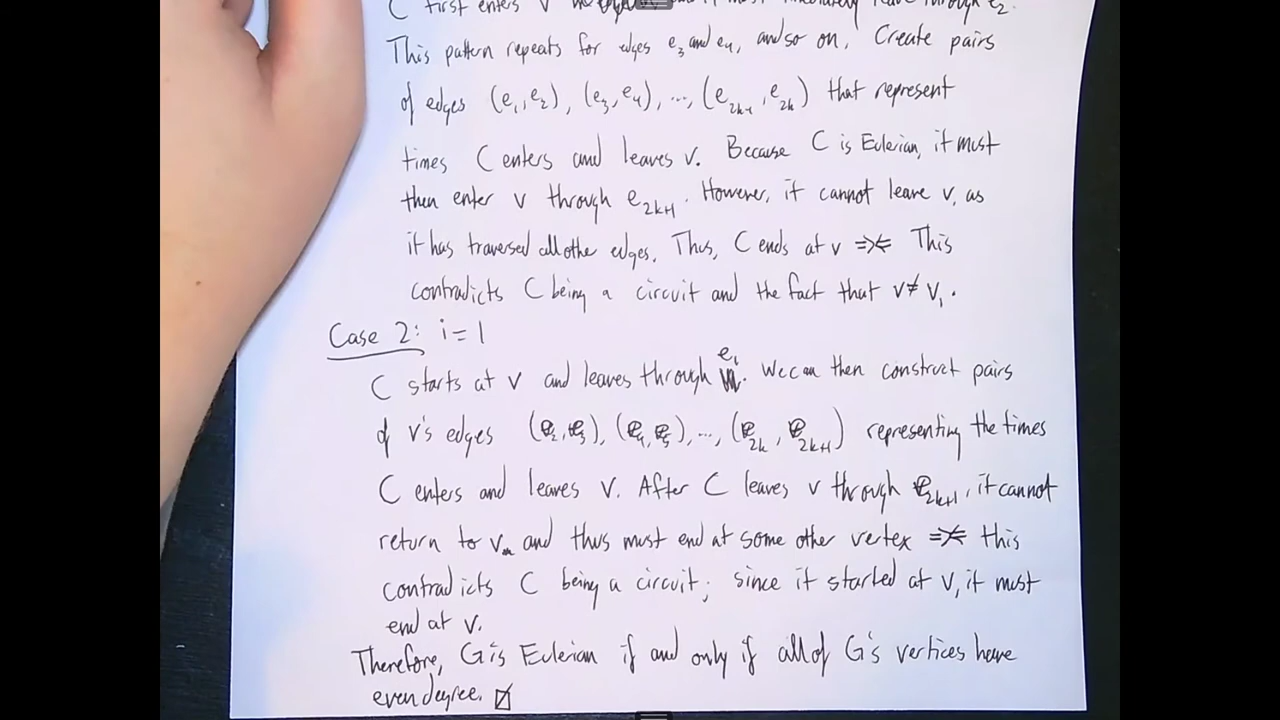 C first enters v
This pattern repeats for edges e₃ and e₄, and so on. Create pairs
of edges (e₁,e₂), (e₃,e₄), ..., (e₂ₖ₋₁, e₂ₖ) that represent
times C enters and leaves v. Because C is Eulerian, it must
then enter v through e₂ₖ₊₁. However, it cannot leave v, as
it has traversed all othe edges. Thus, C ends at v ⇒⇐ This
contradicts C being a circuit and the fact that v≠v₁.
Case 2: i=1
C starts at v and leaves through e₁. We can then construct pairs
of v's edges (e₂,e₃), (e₄,e₅), ..., (e₂ₖ, e₂ₖ₊₁) representing the times
C enters and leaves v. After C leaves v through e₂ₖ₊₁, it cannot
return to v and thus must end at some other vertex ⇒⇐ this
contradicts C being a circuit; since it started at v, it must
end at v.
Therefore, G is Eulerian if and only if all of G's vertices have
even degree.